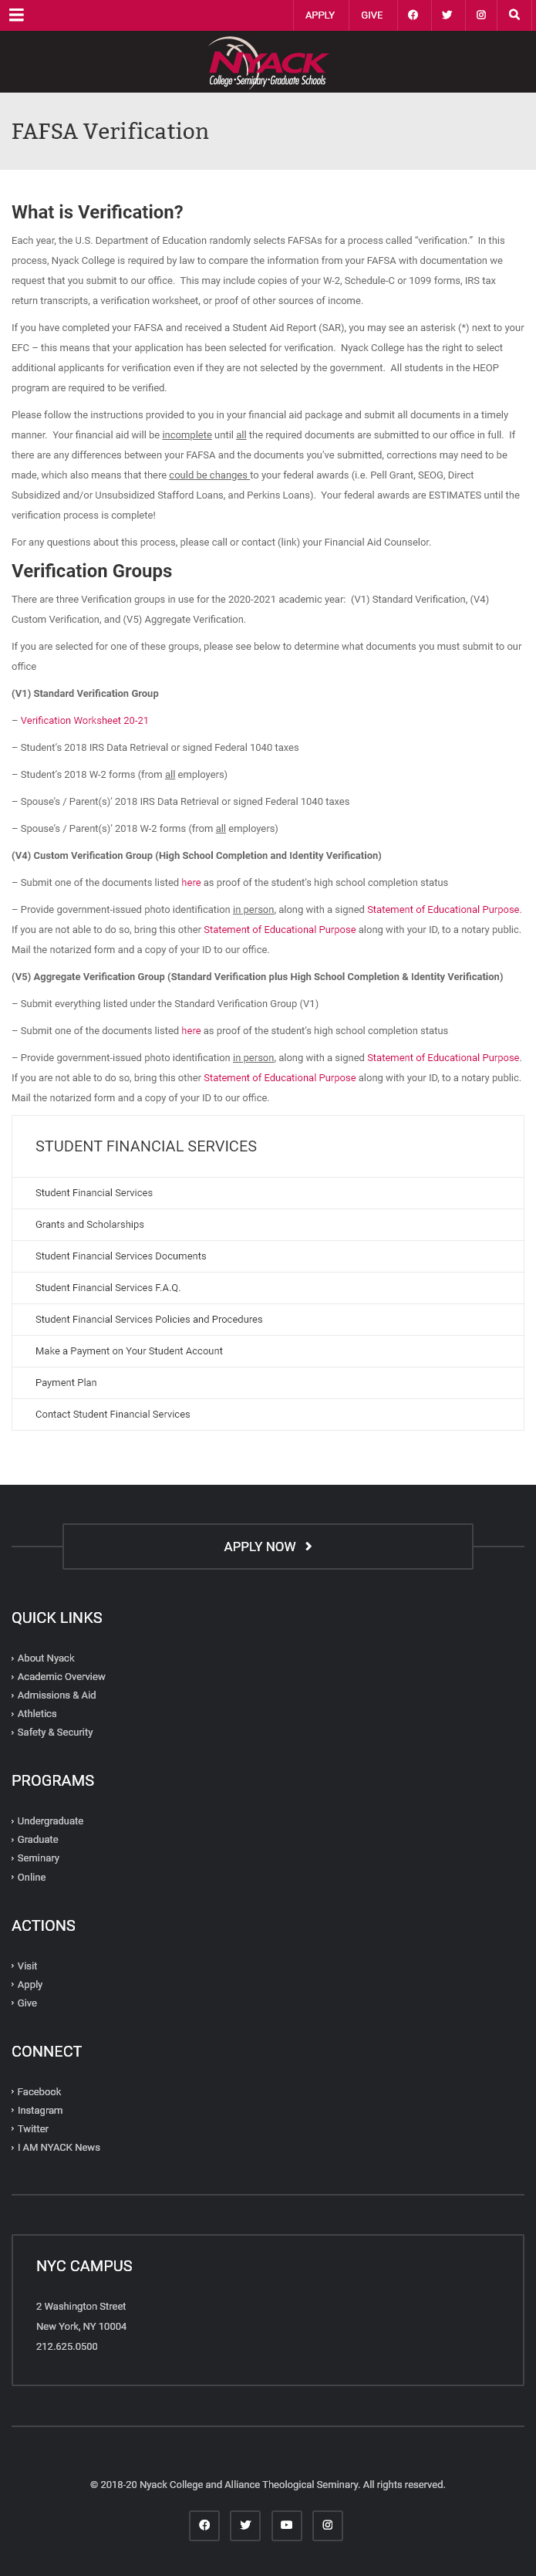 APPLY GIVE
NYACK
College • Seminary • Graduate Schools
FAFSA Verification
What is Verification?
Each year, the U.S. Department of Education randomly selects FAFSAs for a process called “verification.”  In this
process, Nyack College is required by law to compare the information from your FAFSA with documentation we
request that you submit to our office.  This may include copies of your W-2, Schedule-C or 1099 forms, IRS tax
return transcripts, a verification worksheet, or proof of other sources of income.
If you have completed your FAFSA and received a Student Aid Report (SAR), you may see an asterisk (*) next to your
EFC – this means that your application has been selected for verification.  Nyack College has the right to select
additional applicants for verification even if they are not selected by the government.  All students in the HEOP
program are required to be verified.
Please follow the instructions provided to you in your financial aid package and submit all documents in a timely
manner.  Your financial aid will be incomplete until all the required documents are submitted to our office in full.  If
there are any differences between your FAFSA and the documents you’ve submitted, corrections may need to be
made, which also means that there could be changes to your federal awards (i.e. Pell Grant, SEOG, Direct
Subsidized and/or Unsubsidized Stafford Loans, and Perkins Loans).  Your federal awards are ESTIMATES until the
verification process is complete!
For any questions about this process, please call or contact (link) your Financial Aid Counselor.
Verification Groups
There are three Verification groups in use for the 2020-2021 academic year:  (V1) Standard Verification, (V4)
Custom Verification, and (V5) Aggregate Verification.
If you are selected for one of these groups, please see below to determine what documents you must submit to our
office
(V1) Standard Verification Group
– Verification Worksheet 20-21
– Student’s 2018 IRS Data Retrieval or signed Federal 1040 taxes
– Student’s 2018 W-2 forms (from all employers)
– Spouse’s / Parent(s)’ 2018 IRS Data Retrieval or signed Federal 1040 taxes
– Spouse’s / Parent(s)’ 2018 W-2 forms (from all employers)
(V4) Custom Verification Group (High School Completion and Identity Verification)
– Submit one of the documents listed here as proof of the student’s high school completion status
– Provide government-issued photo identification in person, along with a signed Statement of Educational Purpose.
If you are not able to do so, bring this other Statement of Educational Purpose along with your ID, to a notary public.
Mail the notarized form and a copy of your ID to our office.
(V5) Aggregate Verification Group (Standard Verification plus High School Completion & Identity Verification)
– Submit everything listed under the Standard Verification Group (V1)
– Submit one of the documents listed here as proof of the student’s high school completion status
– Provide government-issued photo identification in person, along with a signed Statement of Educational Purpose.
If you are not able to do so, bring this other Statement of Educational Purpose along with your ID, to a notary public.
Mail the notarized form and a copy of your ID to our office.
STUDENT FINANCIAL SERVICES
Student Financial Services
Grants and Scholarships
Student Financial Services Documents
Student Financial Services F.A.Q.
Student Financial Services Policies and Procedures
Make a Payment on Your Student Account
Payment Plan
Contact Student Financial Services
APPLY NOW
QUICK LINKS
About Nyack
Academic Overview
Admissions & Aid
Athletics
Safety & Security
PROGRAMS
Undergraduate
Graduate
Seminary
Online
ACTIONS
Visit
Apply
Give
CONNECT
Facebook
Instagram
Twitter
I AM NYACK News
NYC CAMPUS
2 Washington Street
New York, NY 10004
212.625.0500
© 2018-20 Nyack College and Alliance Theological Seminary. All rights reserved.